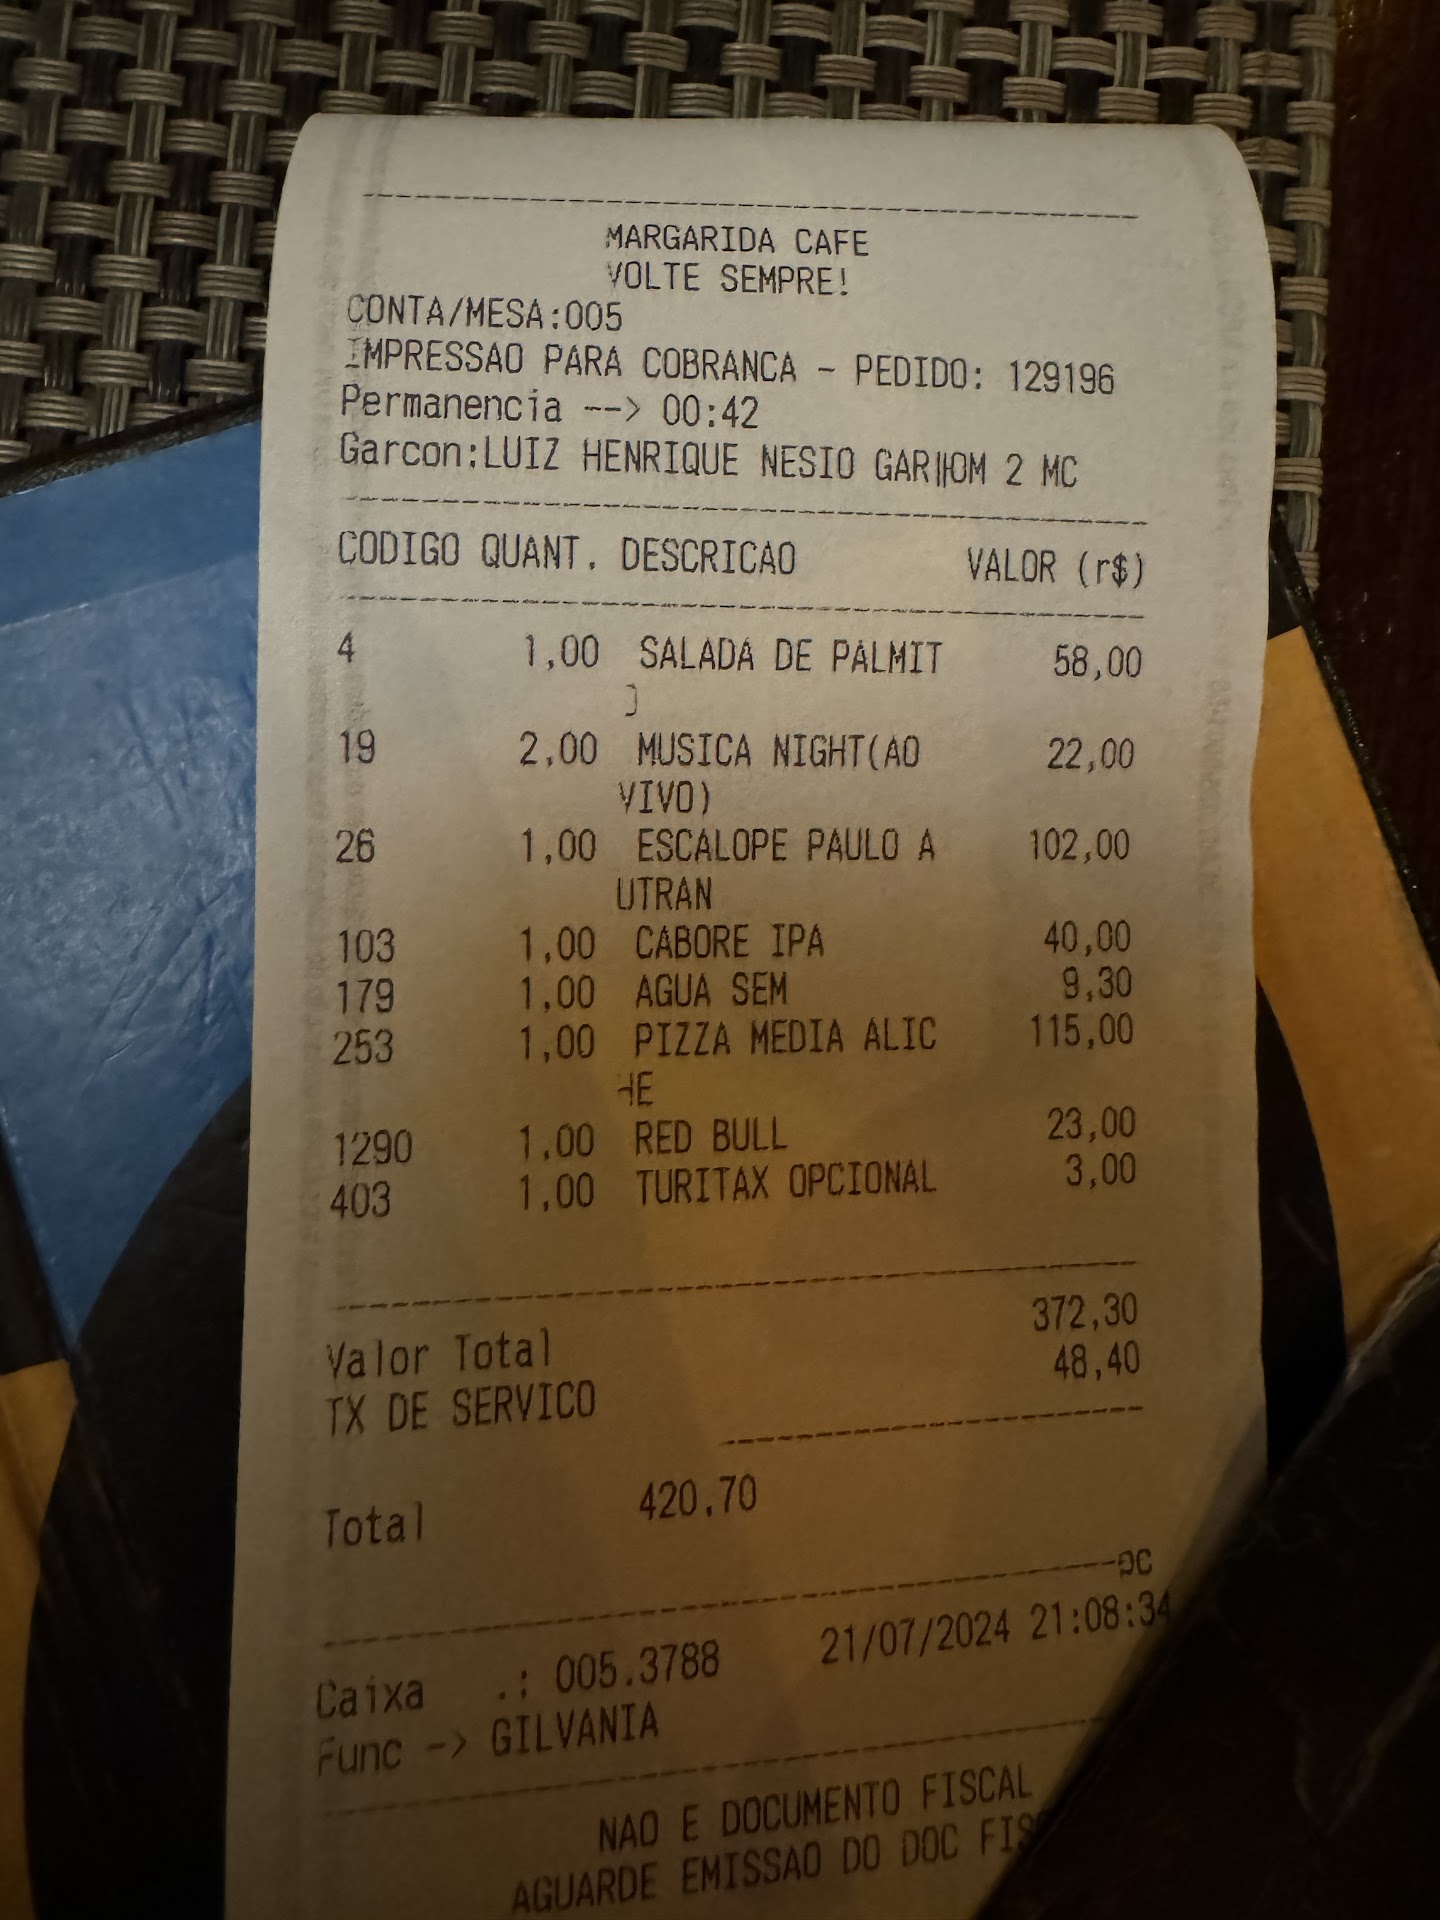 MARGARIDA CAFE
VOLTE SEMPRE!
CONTA/MESA:005
IMPRESSAO PARA COBRANCA - PEDIDO: 129196
Permanencia --> 00:42
Garcon:LUIZ HENRIQUE NESIO 2 MC
CODIGO QUANT. DESCRICAO VALOR (r$)
4 1,00 SALADA DE PALMIT 58,00
O
19 2,00 MUSICA NIGHT(AO 22,00
VIVO)
26 1,00 ESCALOPE PAULO A 102,00
UTRAN
103 1,00 CABORE IPA 40,00
179 1,00 AGUA SEM 9,30
253 1,00 PIZZA MEDIA ALIC 115,00
HE
1290 1,00 RED BULL 23,00
403 1,00 TURITAX OPCIONAL 3,00
Valor Total 372,30
TX DE SERVICO 48,40
Total 420,70
DC
Caixa .: 005.3788 21/07/2024 21:08:34
Func -> GILVANIA
NAO E DOCUMENTO FISCAL
AGUARDE EMISSAO DO DOC FIS